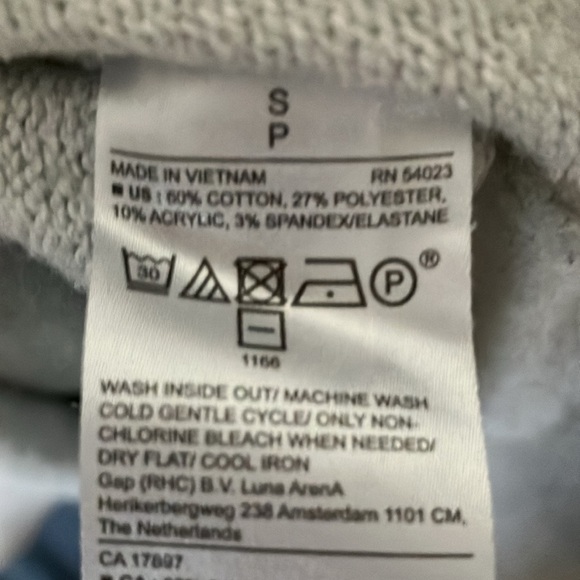 S
P
MADE IN VIETNAM RN 54023
US : 60% COTTON, 27% POLYESTER,
10% ACRYLIC, 3% SPANDEX/ELASTANE
30
P ®
1166
WASH INSIDE OUT/ MACHINE WASH
COLD GENTLE CYCLE/ ONLY NON-
CHLORINE BLEACH WHEN NEEDED/
DRY FLAT/ COOL IRON
Gap (RHC) B.V. Luna ArenA
Herikerbergweg 238 Amsterdam 1101 CM,
The Netherlands
CA 17897